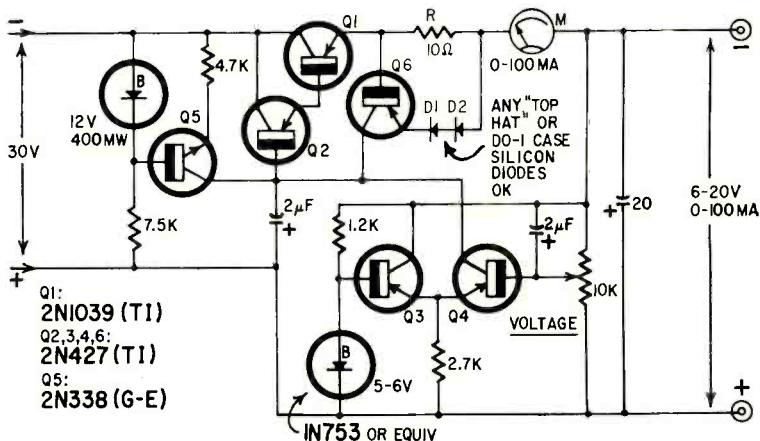 −
Q1
R
10Ω
M
0-100 MA
−
4.7K
Q6
B
Q5
D1 D2
ANY "TOP
HAT" OR
DO-1 CASE
SILICON
DIODES
OK
12V
400MW
Q2
30V
6-20V
0-100MA
2µF
+
1.2K
2µF
+
+
20
7.5K
+
Q3
Q4
10K
VOLTAGE
Q1:
2N1039 (TI)
Q2,3,4,6:
2N427 (TI)
Q5:
2N338 (G-E)
B
5-6V
2.7K
+
1N753 OR EQUIV